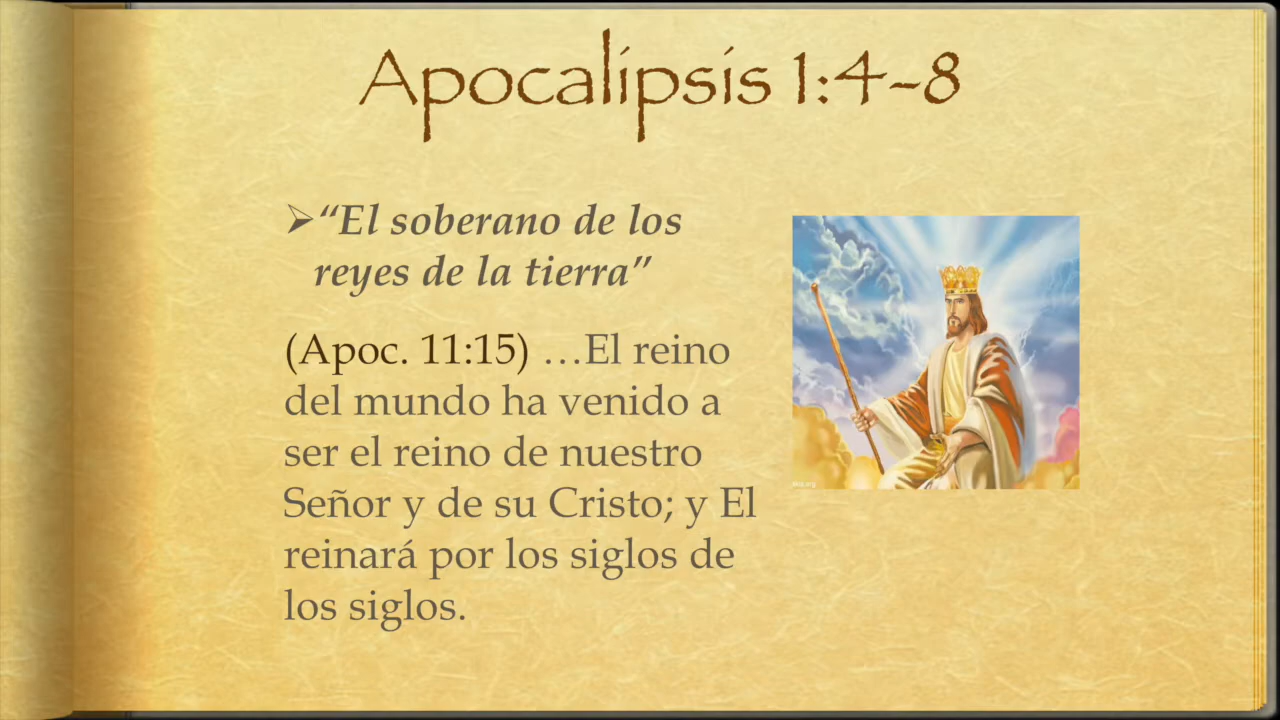 Apocalipsis 1:4-8
➢“El soberano de los
reyes de la tierra”
(Apoc. 11:15) …El reino
del mundo ha venido a
ser el reino de nuestro
Señor y de su Cristo; y El
reinará por los siglos de
los siglos.